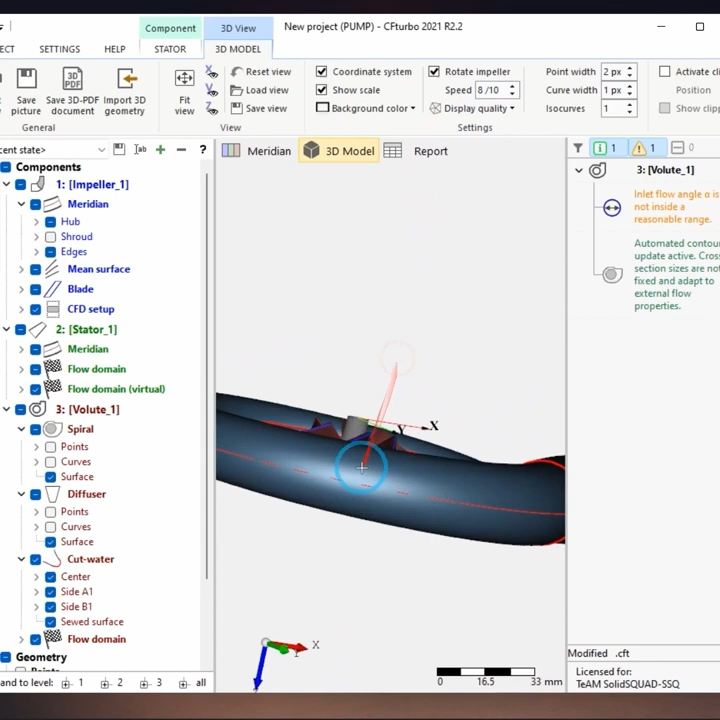 Component
3D View
New project (PUMP) - CFturbo 2021 R2.2
ECT
SETTINGS
HELP
STATOR
3D MODEL
Save picture
Save 3D-PDF document
Import 3D geometry
General
Fit view
Reset view
Load view
Save view
View
Coordinate system
Show scale
Background color
Rotate impeller
Speed 8 /10
Display quality
Point width 2 px
Curve width 1 px
Isocurves 1
Settings
Activate cli
Position
Show clipp
cent state>
?
Meridian
3D Model
Report
1
1
0
Components
1: [Impeller_1]
Meridian
Hub
Shroud
Edges
Mean surface
Blade
CFD setup
2: [Stator_1]
Meridian
Flow domain
Flow domain (virtual)
3: [Volute_1]
Spiral
Points
Curves
Surface
Diffuser
Points
Curves
Surface
Cut-water
Center
Side A1
Side B1
Sewed surface
Flow domain
Geometry
and to level:
1
2
3
all
Y
X
X
Y
0
16.5
33 mm
3: [Volute_1]
Inlet flow angle α is
not inside a
reasonable range.
Automated contou
update active. Cross
section sizes are not
fixed and adapt to
external flow
properties.
Modified .cft
Licensed for:
TeAM SolidSQUAD-SSQ